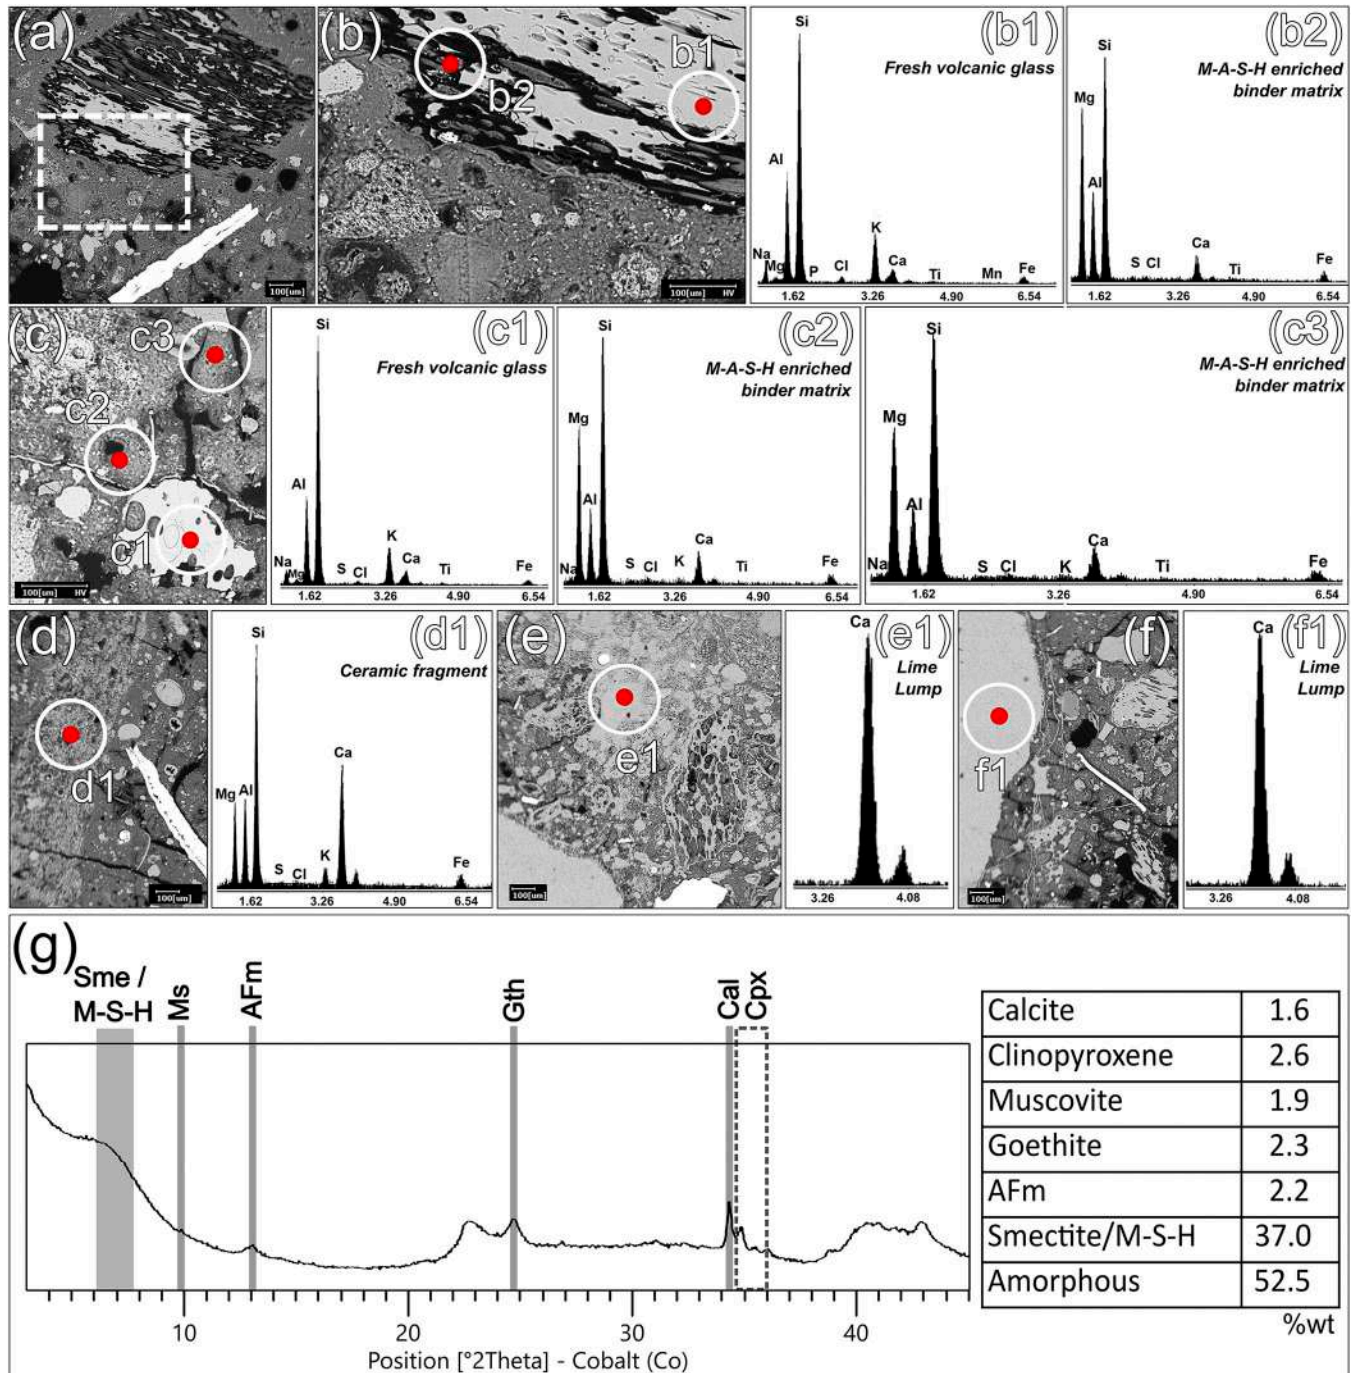 (a)
100[um]
(b)
b1
b2
100[um] HV
(b1)
Fresh volcanic glass
Si
Al
K
Na
Mg
P
Cl
Ca
Ti
Mn
Fe
1.62 3.26 4.90 6.54
(b2)
M-A-S-H enriched
binder matrix
Si
Mg
Al
S Cl
Ca
Ti
Fe
1.62 3.26 4.90 6.54
(c)
c3
c2
c1
100[um] HV
(c1)
Fresh volcanic glass
Si
Al
K
Na
Mg
S
Cl
Ca
Ti
Fe
1.62 3.26 4.90 6.54
(c2)
M-A-S-H enriched
binder matrix
Si
Mg
Al
S Cl
K
Ca
Ti
Fe
1.62 3.26 4.90 6.54
(c3)
M-A-S-H enriched
binder matrix
Si
Mg
Al
Na
S Cl
K
Ca
Ti
Fe
1.62 3.26 4.90 6.54
(d)
d1
100[um]
(d1)
Ceramic fragment
Si
Ca
Mg Al
S Cl
K
Fe
1.62 3.26 4.90 6.54
(e)
e1
100[um]
(e1)
Ca
Lime
Lump
3.26 4.08
(f)
f1
100[um]
(f1)
Ca
Lime
Lump
3.26 4.08
(g)
Sme /
M-S-H
Ms
AFm
Gth
Cal
Cpx
10 20 30 40
Position [°2Theta] - Cobalt (Co)
Calcite 1.6
Clinopyroxene 2.6
Muscovite 1.9
Goethite 2.3
AFm 2.2
Smectite/M-S-H 37.0
Amorphous 52.5
%wt